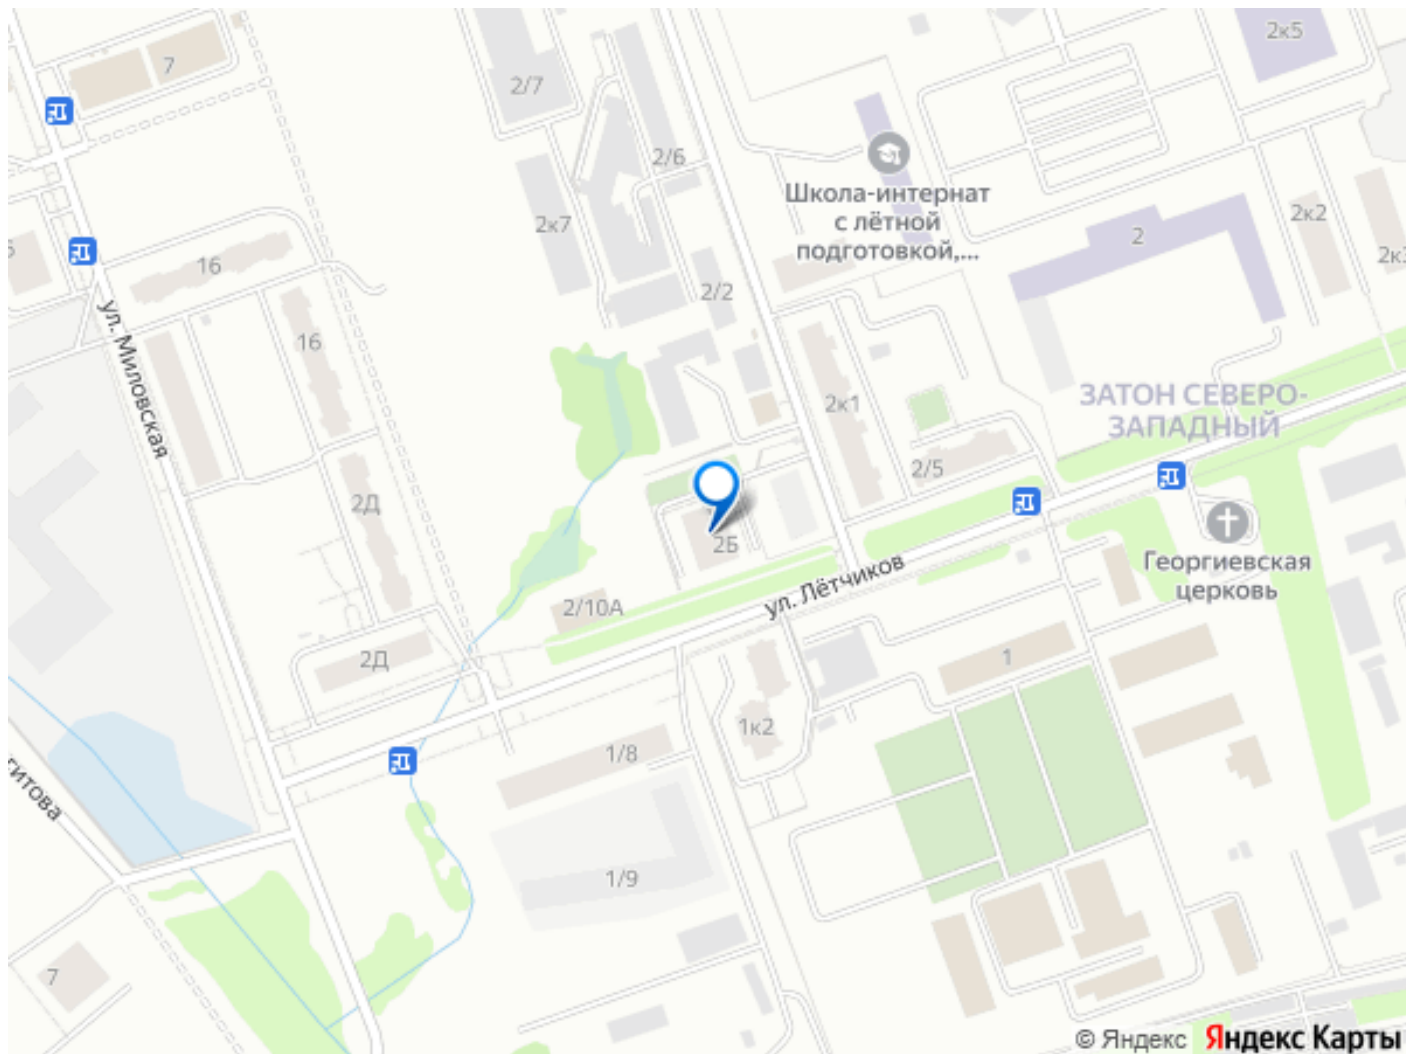 2к5
7
2/7
2/6
Школа-интернат
с лётной
подготовкой,...
2к7
2к2
2
2к3
16
2/2
16
ул. Миловская
2к1
ЗАТОН СЕВЕРО-
ЗАПАДНЫЙ
2/5
2Д
2Б
ул. Лётчиков
Георгиевская
церковь
2/10А
2Д
1
1к2
1/8
гитова
1/9
7
© Яндекс Яндекс Карты